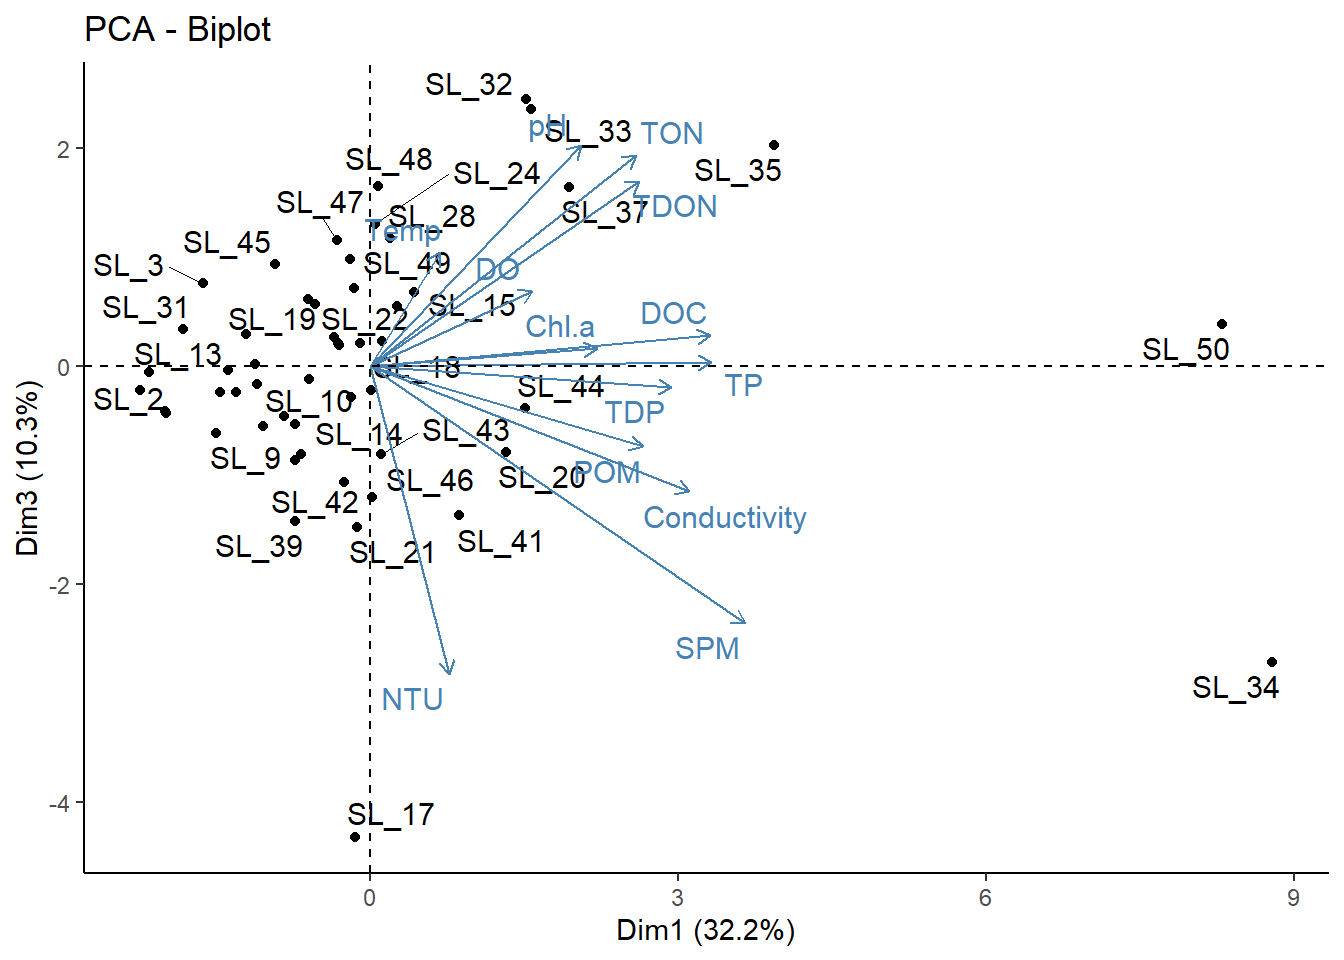 PCA - Biplot
SL_32
pH
SL_33
TON
SL_48
SL_24
SL_35
SL_47
SL_28
SL_37
TDON
Temp
SL_45
SL_3
SL_49
DO
SL_31
SL_19
SL_22
SL_15
Chl.a
DOC
SL_13
SL_18
SL_50
SL_2
SL_10
SL_44
TP
TDP
SL_14
SL_43
SL_9
SL_46
SL_20
POM
SL_42
Conductivity
SL_39
SL_21
SL_41
SPM
NTU
SL_34
SL_17
2
0
-2
-4
Dim3 (10.3%)
0
3
6
9
Dim1 (32.2%)